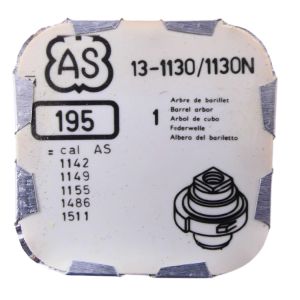 AS
13-1130/1130N
195
1
Arbre de barillet
Barrel arbor
Arbol de cubo
Federwelle
Albero del bariletto
= cal AS
1142
1149
1155
1486
1511